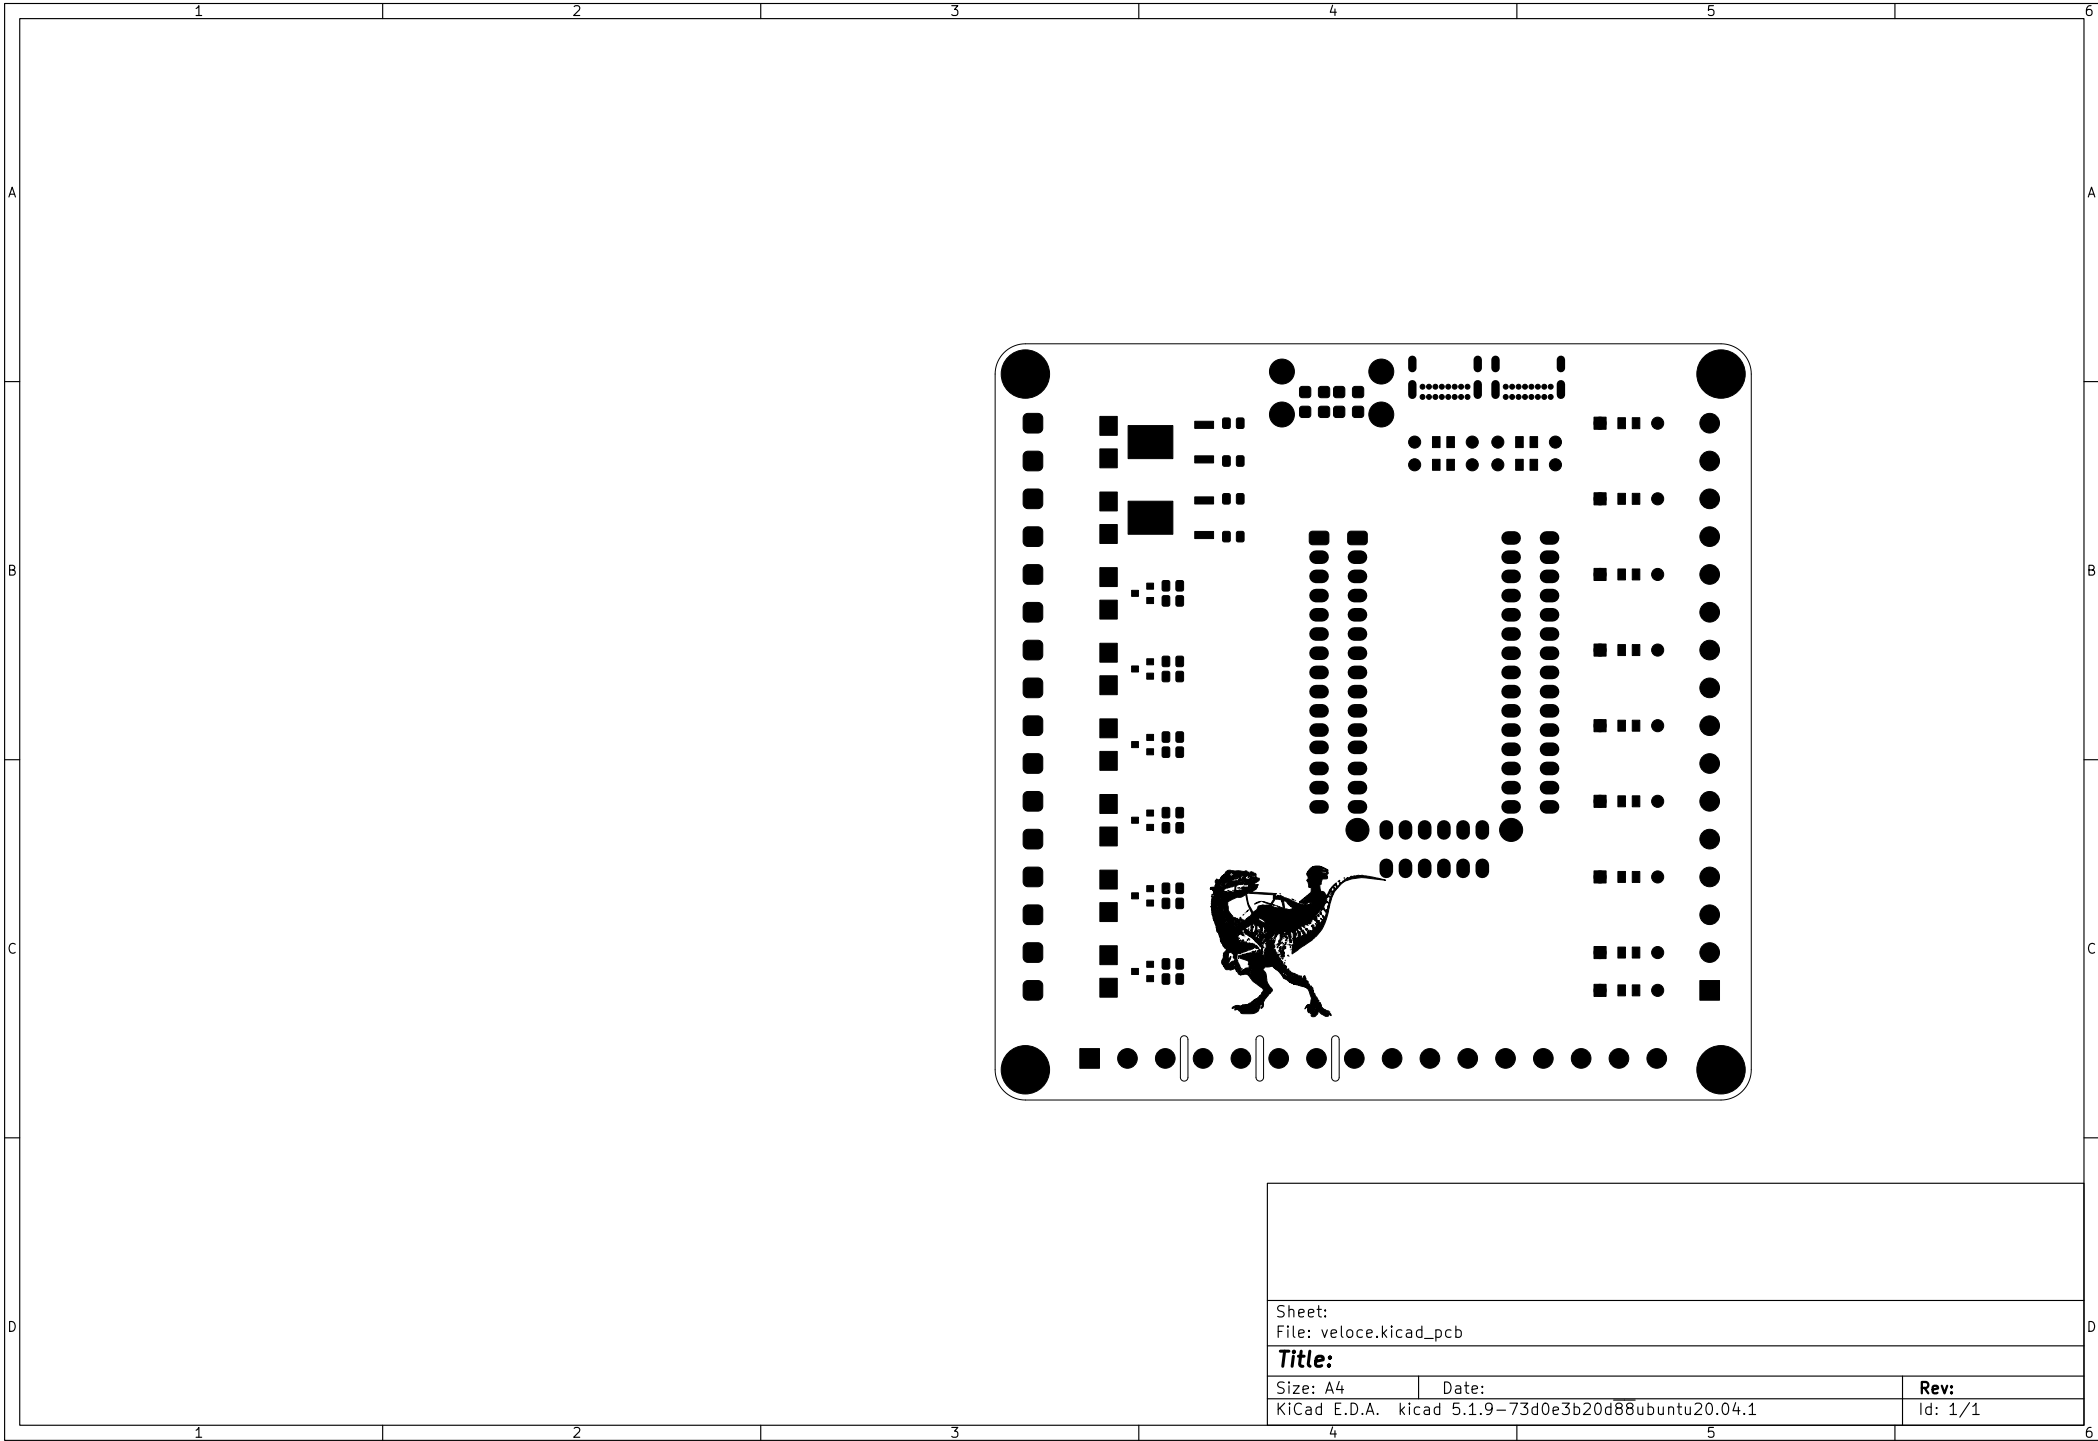 1 2 3 4 5 6
A A
B B
C C
D D
Sheet:
File: veloce.kicad_pcb
Title:
Size: A4 Date: Rev:
KiCad E.D.A. kicad 5.1.9-73d0e3b20d88ubuntu20.04.1 Id: 1/1
1 2 3 4 5 6